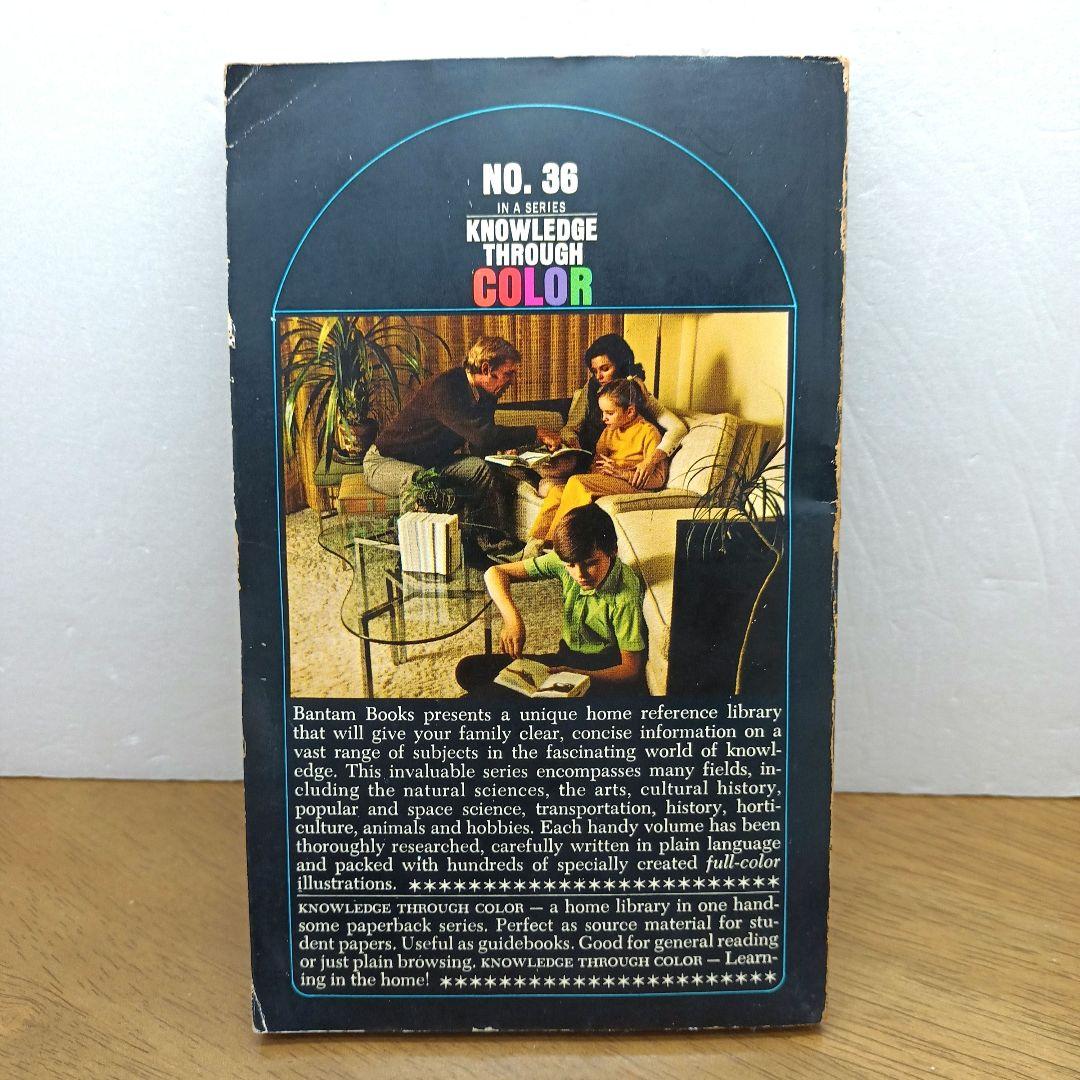 NO. 36
IN A SERIES
KNOWLEDGE
THROUGH
COLOR
Bantam Books presents a unique home reference library
that will give your family clear, concise information on a
vast range of subjects in the fascinating world of knowl-
edge. This invaluable series encompasses many fields, in-
cluding the natural sciences, the arts, cultural history,
popular and space science, transportation, history, horti-
culture, animals and hobbies. Each handy volume has been
thoroughly researched, carefully written in plain language
and packed with hundreds of specially created full-color
illustrations. *************************
KNOWLEDGE THROUGH COLOR — a home library in one hand-
some paperback series. Perfect as source material for stu-
dent papers. Useful as guidebooks. Good for general reading
or just plain browsing. KNOWLEDGE THROUGH COLOR — Learn-
ing in the home! ***********************